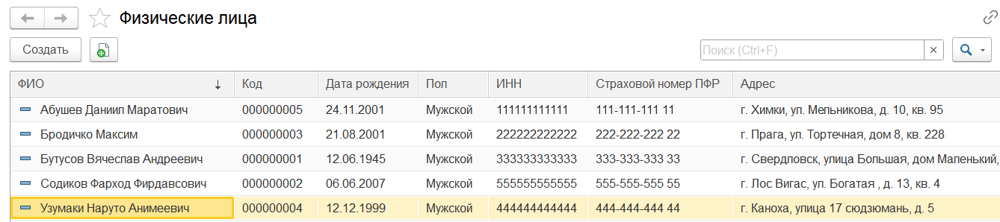 Физические лица
Создать Поиск (Ctrl+F) ×
ФИО ↓ Код Дата рождения Пол ИНН Страховой номер ПФР Адрес
Абушев Даниил Маратович 000000005 24.11.2001 Мужской 111111111111 111-111-111 11 г. Химки, ул. Мельникова, д. 10, кв. 95
Бродичко Максим 000000003 21.08.2001 Мужской 222222222222 222-222-222 22 г. Прага, ул. Тортечная, дом 8, кв. 228
Бутусов Вячеслав Андреевич 000000001 12.06.1945 Мужской 333333333333 333-333-333 33 г. Свердловск, улица Большая, дом Маленький,
Содиков Фарход Фирдавсович 000000002 06.06.2007 Мужской 555555555555 555-555-555 55 г. Лос Вигас, ул. Богатая , д. 13, кв. 4
Узумаки Наруто Анимеевич 000000004 12.12.1999 Мужской 444444444444 444-444-444 44 г. Каноха, улица 17 сюдзюмань, д. 5